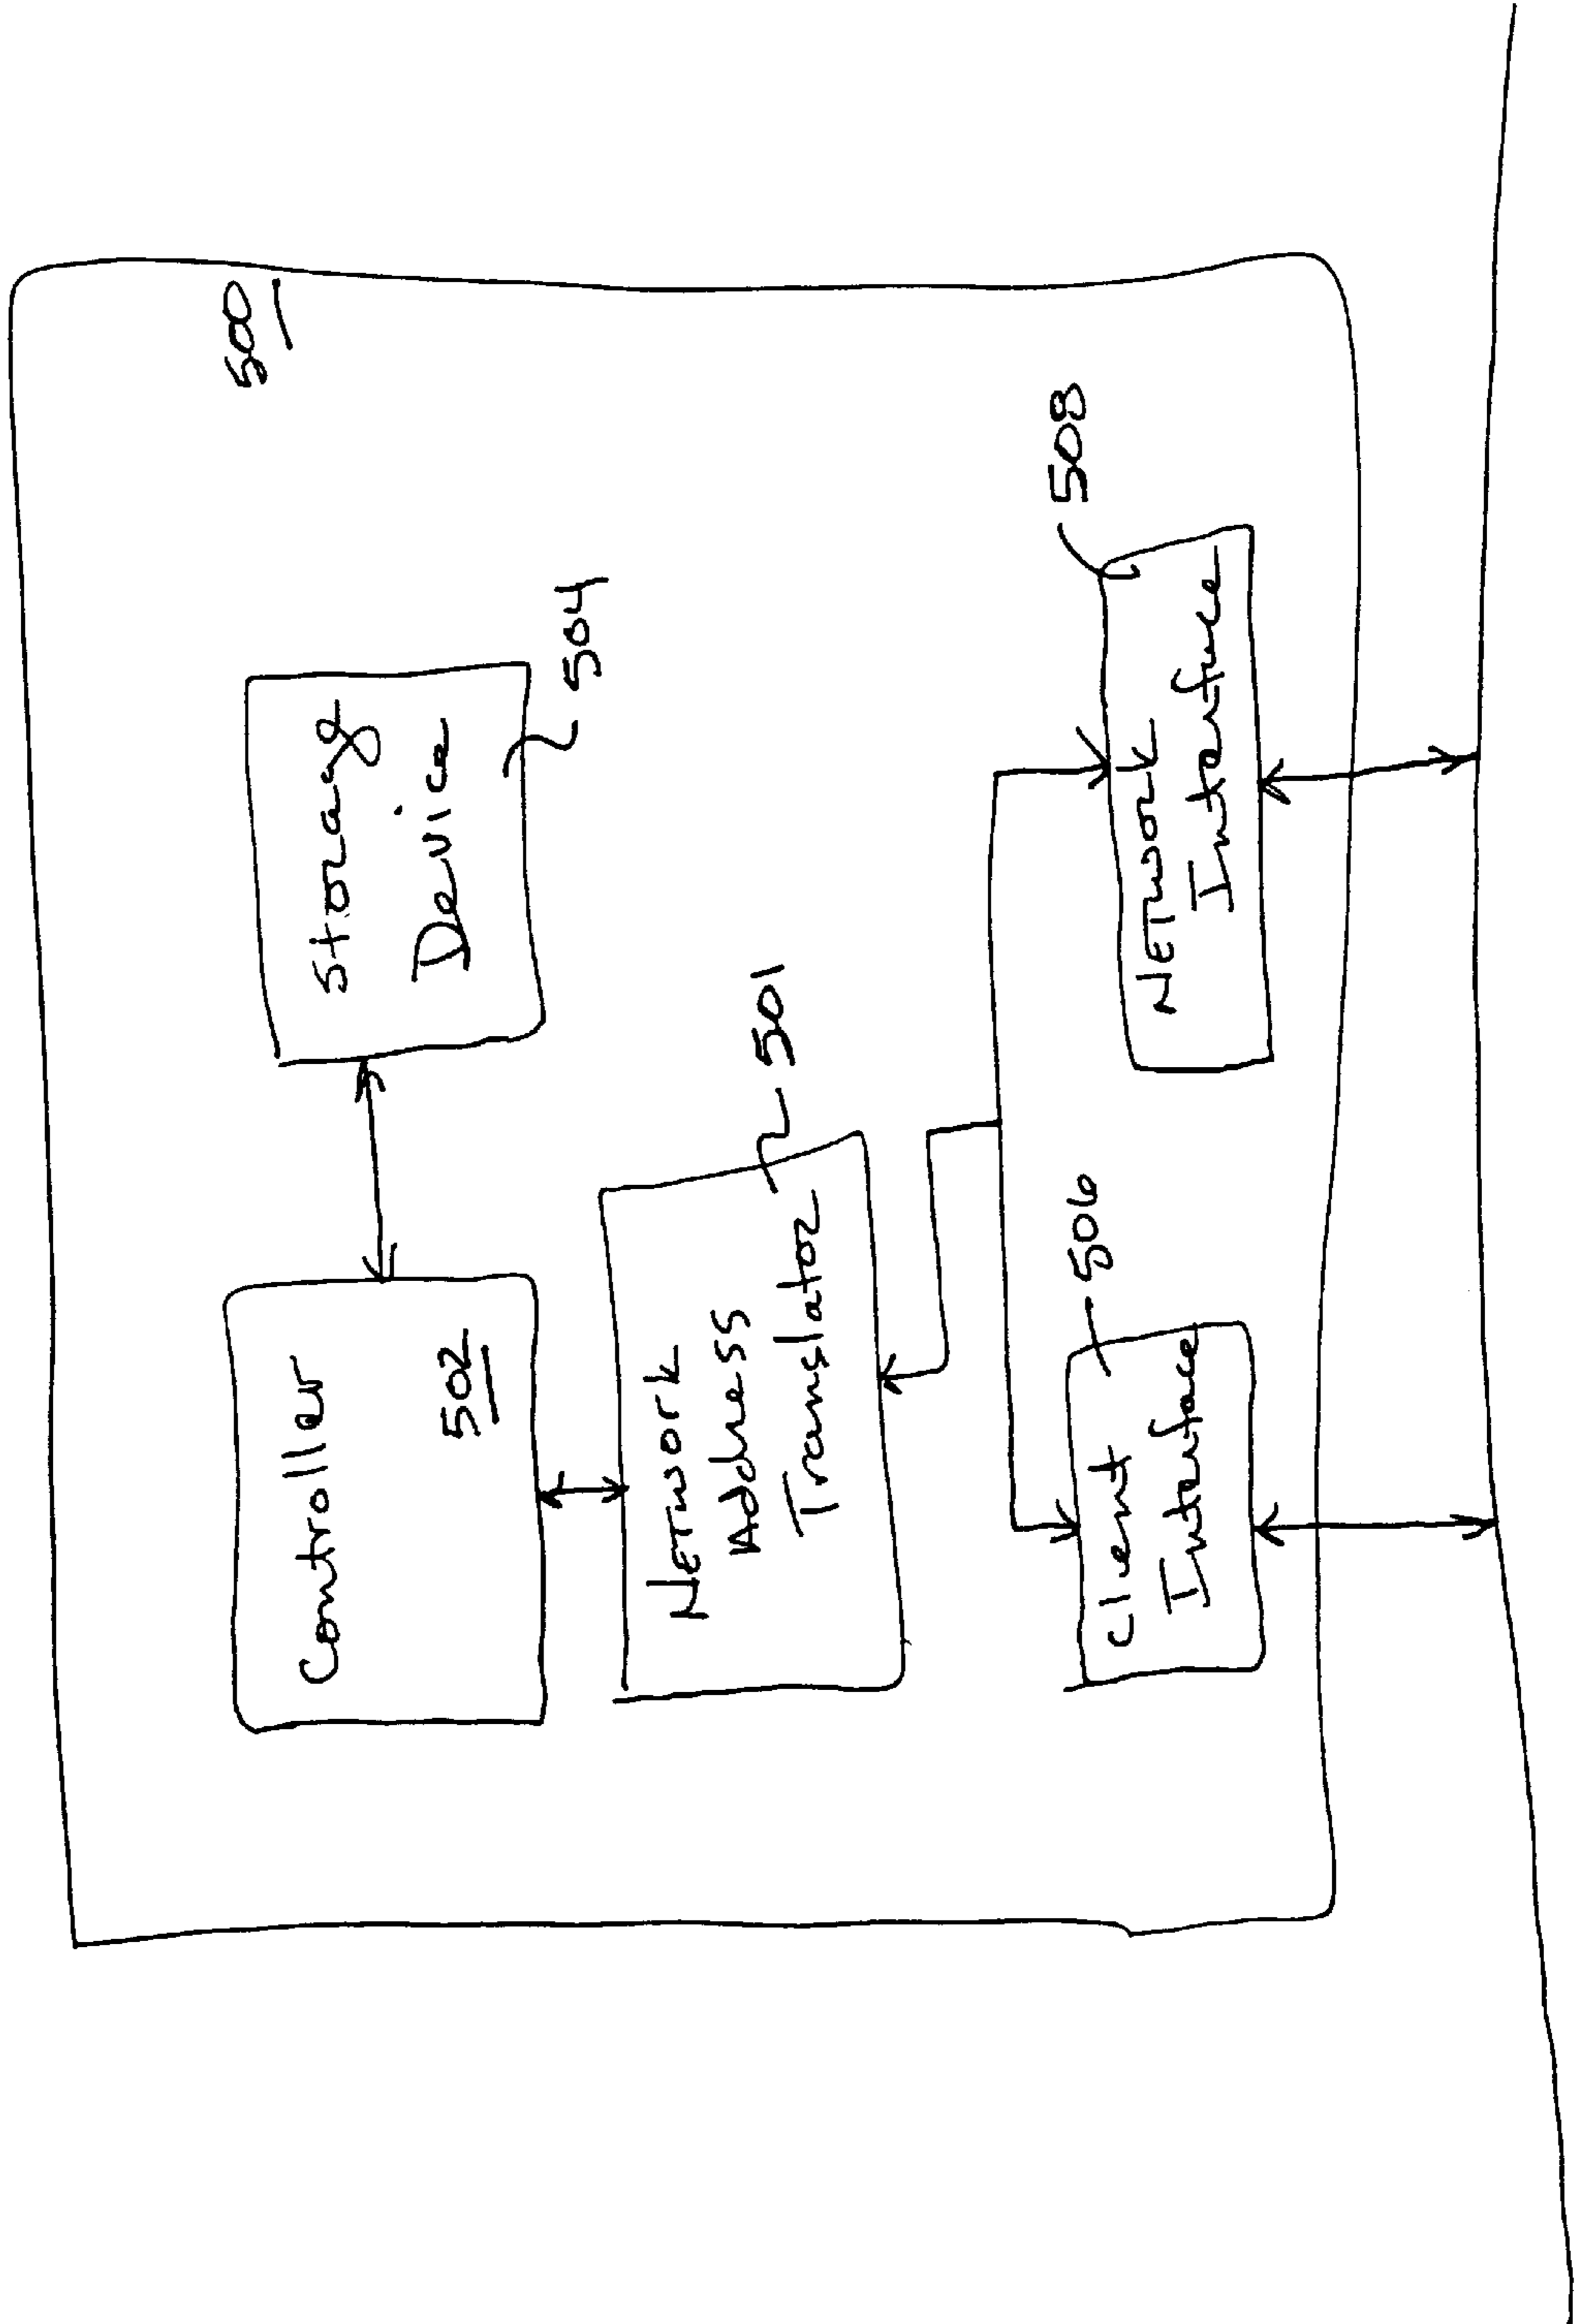 500
Controller
502
Storage
Device
504
Network
Address
Translator
501
Client
Interface
506
Network
Interface
508